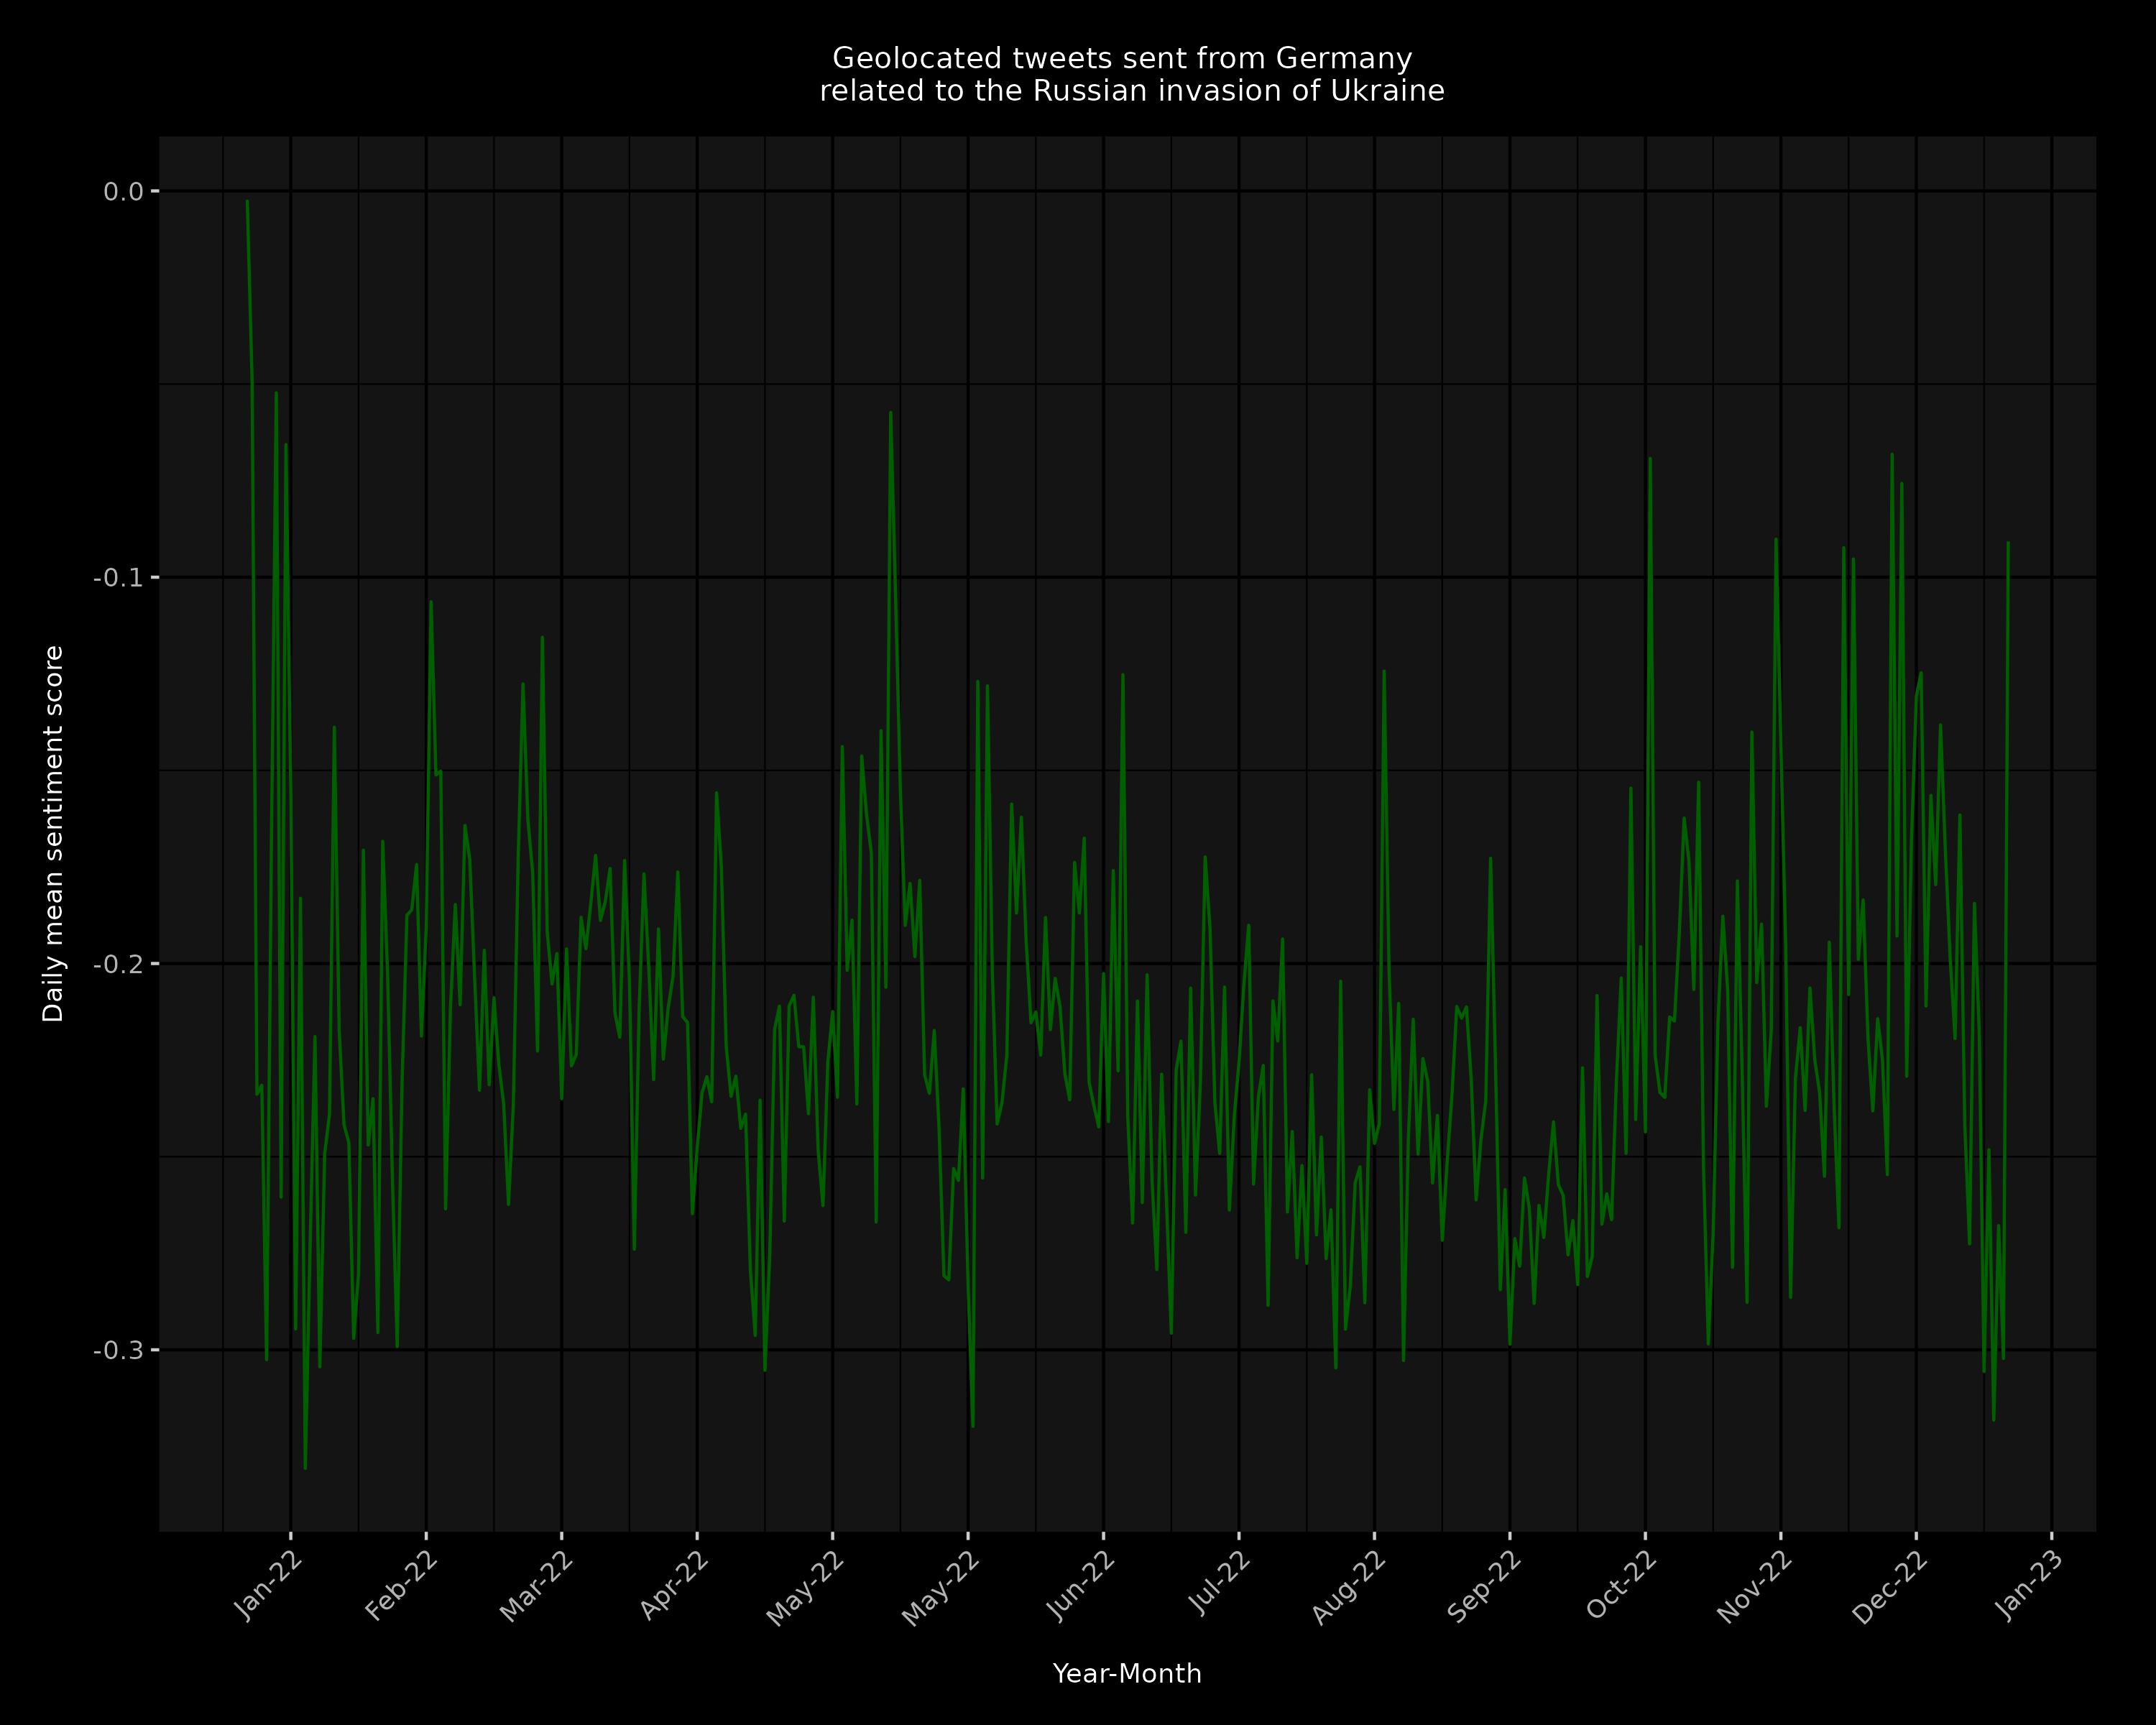 Geolocated tweets sent from Germany
related to the Russian invasion of Ukraine
Daily mean sentiment score
0.0
-0.1
-0.2
-0.3
Jan-22
Feb-22
Mar-22
Apr-22
May-22
May-22
Jun-22
Jul-22
Aug-22
Sep-22
Oct-22
Nov-22
Dec-22
Jan-23
Year-Month